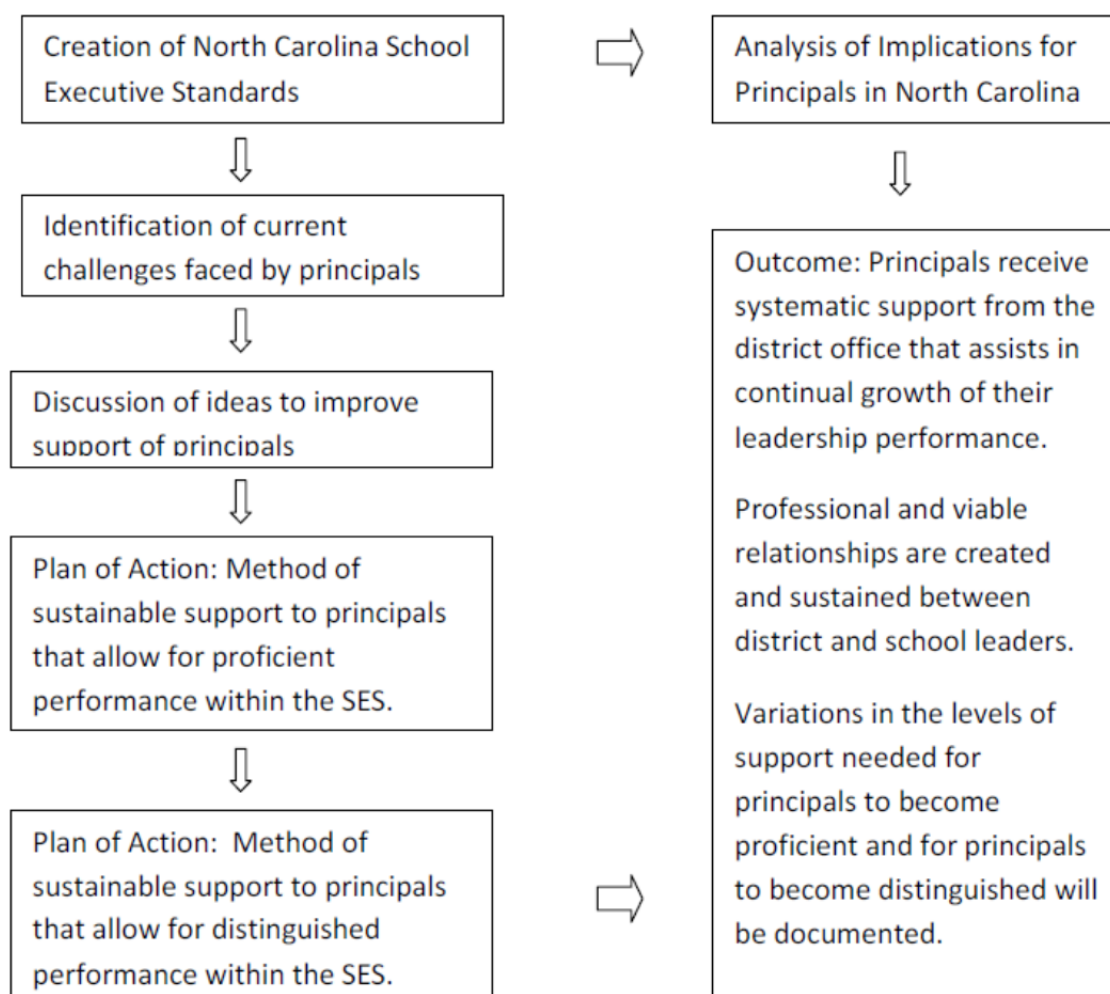 Creation of North Carolina School
Executive Standards
Analysis of Implications for
Principals in North Carolina
Identification of current
challenges faced by principals
Discussion of ideas to improve
support of principals
Plan of Action: Method of
sustainable support to principals
that allow for proficient
performance within the SES.
Plan of Action:  Method of
sustainable support to principals
that allow for distinguished
performance within the SES.
Outcome: Principals receive
systematic support from the
district office that assists in
continual growth of their
leadership performance.
Professional and viable
relationships are created
and sustained between
district and school leaders.
Variations in the levels of
support needed for
principals to become
proficient and for principals
to become distinguished will
be documented.